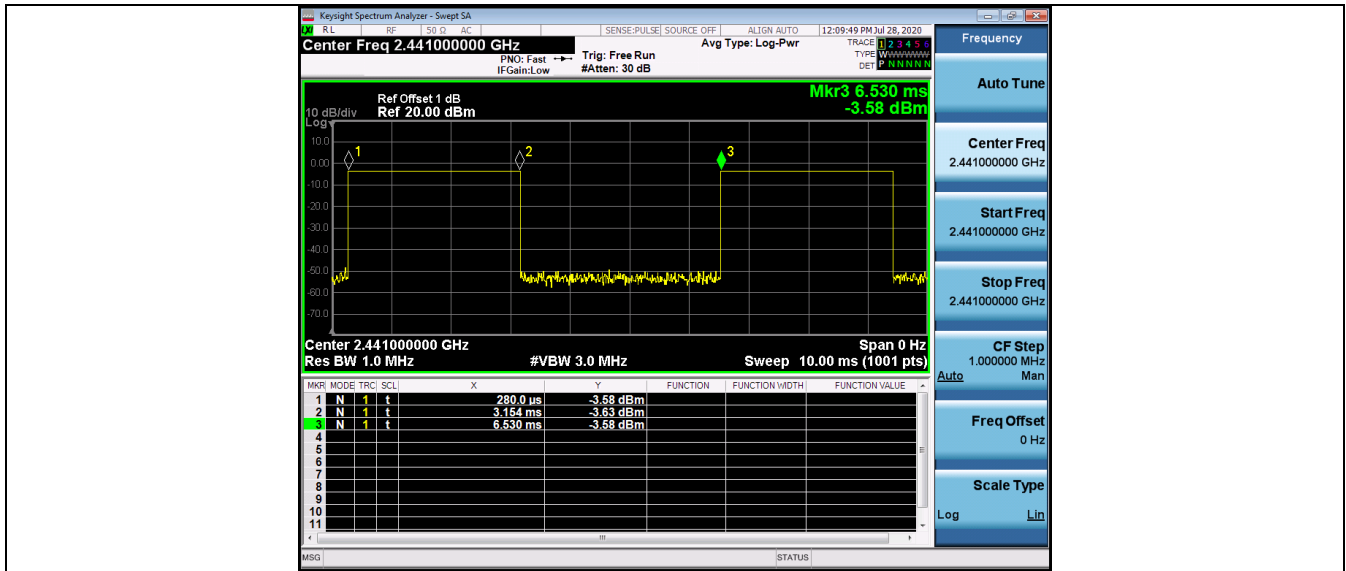 Keysight Spectrum Analyzer - Swept SA
LXI RL RF 50 Ω AC SENSE:PULSE SOURCE OFF ALIGN AUTO 12:09:49 PM Jul 28, 2020
Center Freq 2.441000000 GHz
PNO: Fast
IFGain:Low
Trig: Free Run
#Atten: 30 dB
Avg Type: Log-Pwr
TRACE 1 2 3 4 5 6
TYPE WWWWWW
DET P N N N N N
Frequency
Mkr3 6.530 ms
-3.58 dBm
Ref Offset 1 dB
10 dB/div Ref 20.00 dBm
Log
10.0
0.00
-10.0
-20.0
-30.0
-40.0
-50.0
-60.0
-70.0
1
2
3
Center 2.441000000 GHz Span 0 Hz
Res BW 1.0 MHz #VBW 3.0 MHz Sweep 10.00 ms (1001 pts)
MKR MODE TRC SCL X Y FUNCTION FUNCTION WIDTH FUNCTION VALUE
1 N 1 t 280.0 µs -3.58 dBm
2 N 1 t 3.154 ms -3.63 dBm
3 N 1 t 6.530 ms -3.58 dBm
4
5
6
7
8
9
10
11
MSG STATUS
Auto Tune
Center Freq
2.441000000 GHz
Start Freq
2.441000000 GHz
Stop Freq
2.441000000 GHz
CF Step
1.000000 MHz
Auto Man
Freq Offset
0 Hz
Scale Type
Log Lin